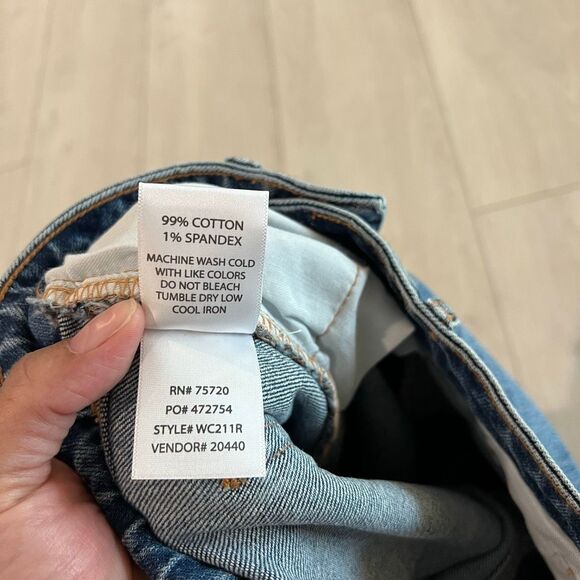 99% COTTON
1% SPANDEX
MACHINE WASH COLD
WITH LIKE COLORS
DO NOT BLEACH
TUMBLE DRY LOW
COOL IRON
RN# 75720
PO# 472754
STYLE# WC211R
VENDOR# 20440